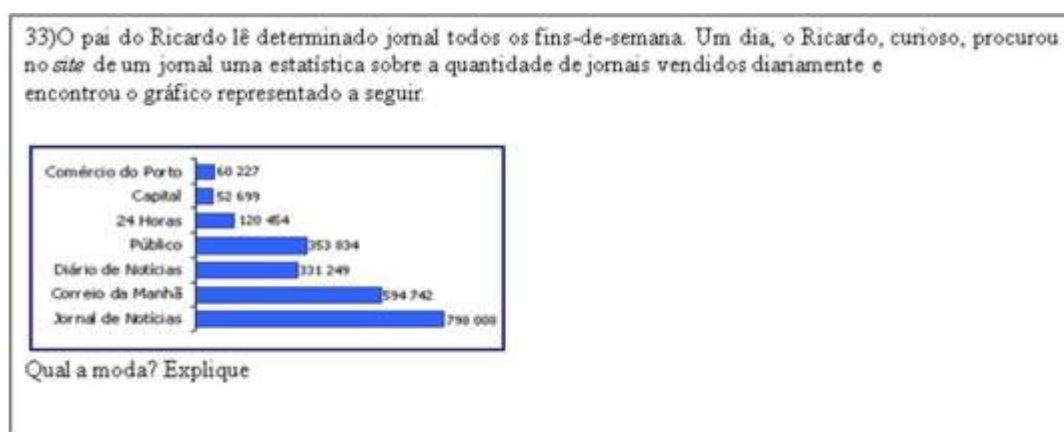 33)O pai do Ricardo lê determinado jornal todos os fins-de-semana. Um dia, o Ricardo, curioso, procurou
no site de um jornal uma estatística sobre a quantidade de jornais vendidos diariamente e
encontrou o gráfico representado a seguir.
Comércio do Porto 60 227
Capital 52 699
24 Horas 120 454
Público 353 834
Diário de Notícias 331 249
Correio da Manhã 594 742
Jornal de Notícias 798 008
Qual a moda? Explique